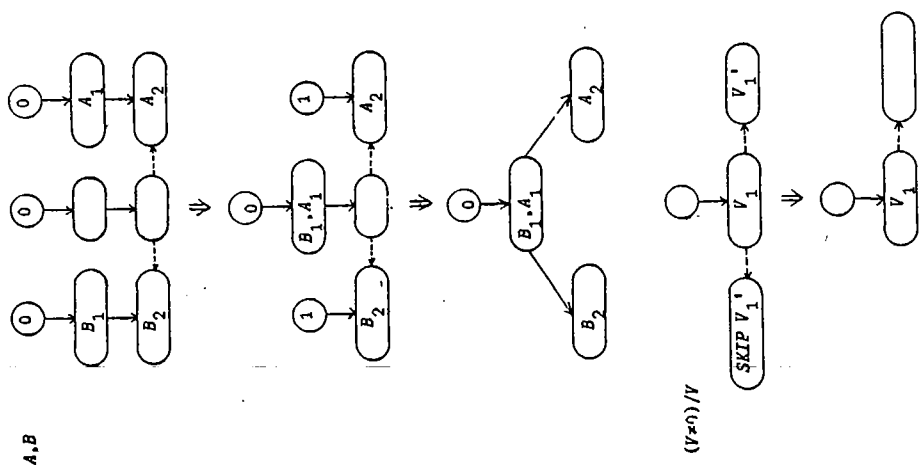 A,B
0
0
0
B₁
A₁
B₂
A₂
⇓
0
1
1
B₁,A₁
B₂
A₂
⇓
0
B₁,A₁
B₂
A₂
(V≠0)/V
SKIP V₁'
V₁
V₁'
⇓
V₁